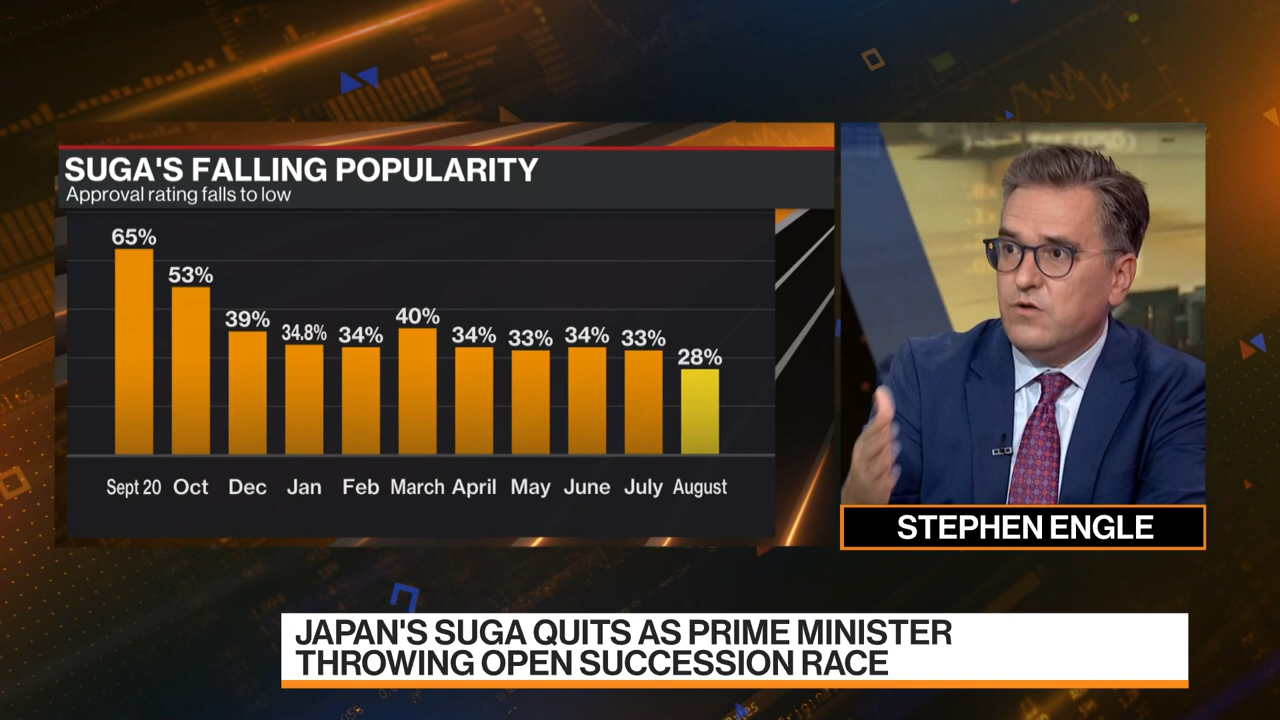 SUGA'S FALLING POPULARITY
Approval rating falls to low
65%
53%
39%
34.8%
34%
40%
34%
33%
34%
33%
28%
Sept 20 Oct Dec Jan Feb March April May June July August
STEPHEN ENGLE
JAPAN'S SUGA QUITS AS PRIME MINISTER
THROWING OPEN SUCCESSION RACE